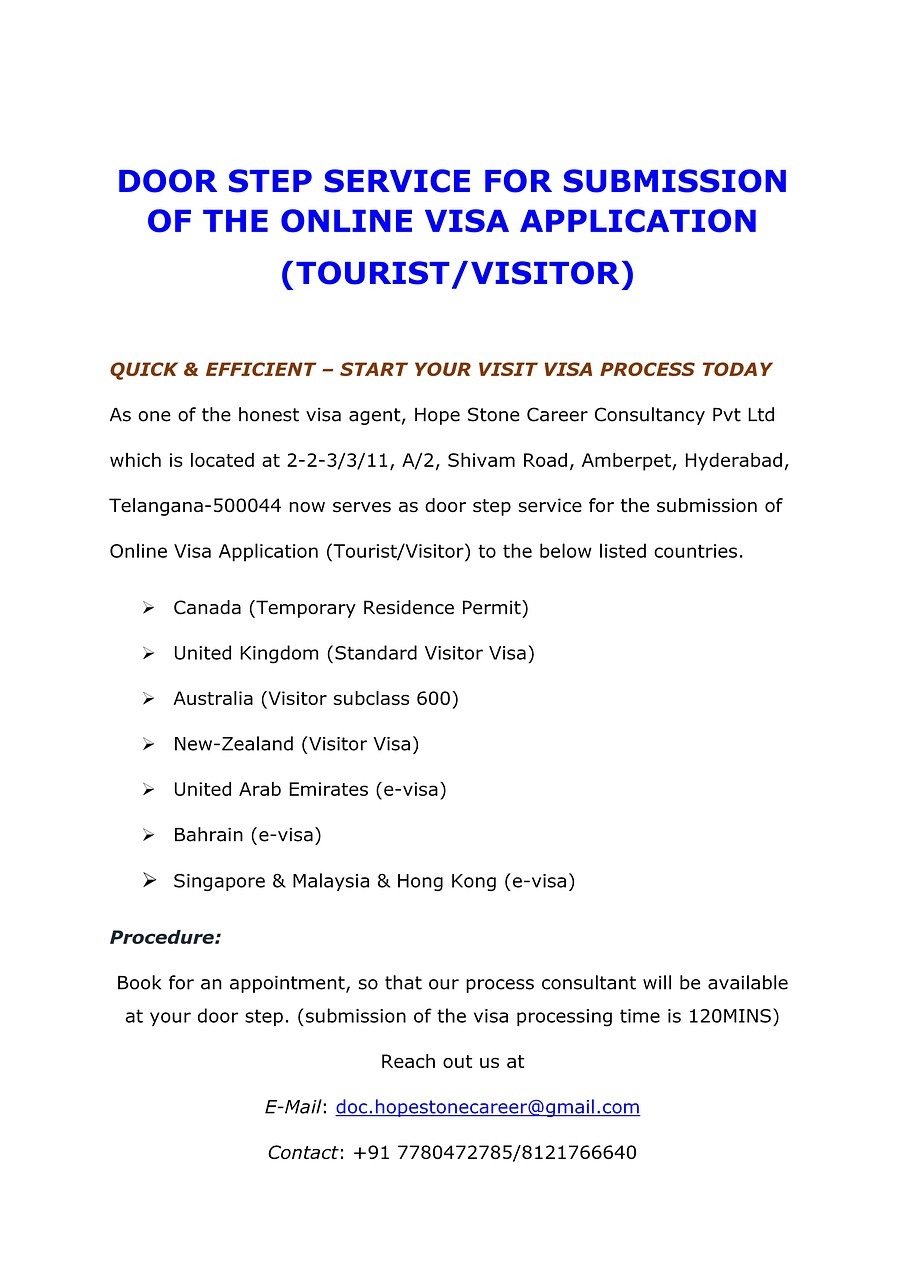 DOOR STEP SERVICE FOR SUBMISSION
OF THE ONLINE VISA APPLICATION
(TOURIST/VISITOR)
QUICK & EFFICIENT – START YOUR VISIT VISA PROCESS TODAY
As one of the honest visa agent, Hope Stone Career Consultancy Pvt Ltd
which is located at 2-2-3/3/11, A/2, Shivam Road, Amberpet, Hyderabad,
Telangana-500044 now serves as door step service for the submission of
Online Visa Application (Tourist/Visitor) to the below listed countries.
➢ Canada (Temporary Residence Permit)
➢ United Kingdom (Standard Visitor Visa)
➢ Australia (Visitor subclass 600)
➢ New-Zealand (Visitor Visa)
➢ United Arab Emirates (e-visa)
➢ Bahrain (e-visa)
➢ Singapore & Malaysia & Hong Kong (e-visa)
Procedure:
Book for an appointment, so that our process consultant will be available
at your door step. (submission of the visa processing time is 120MINS)
Reach out us at
E-Mail: doc.hopestonecareer@gmail.com
Contact: +91 7780472785/8121766640